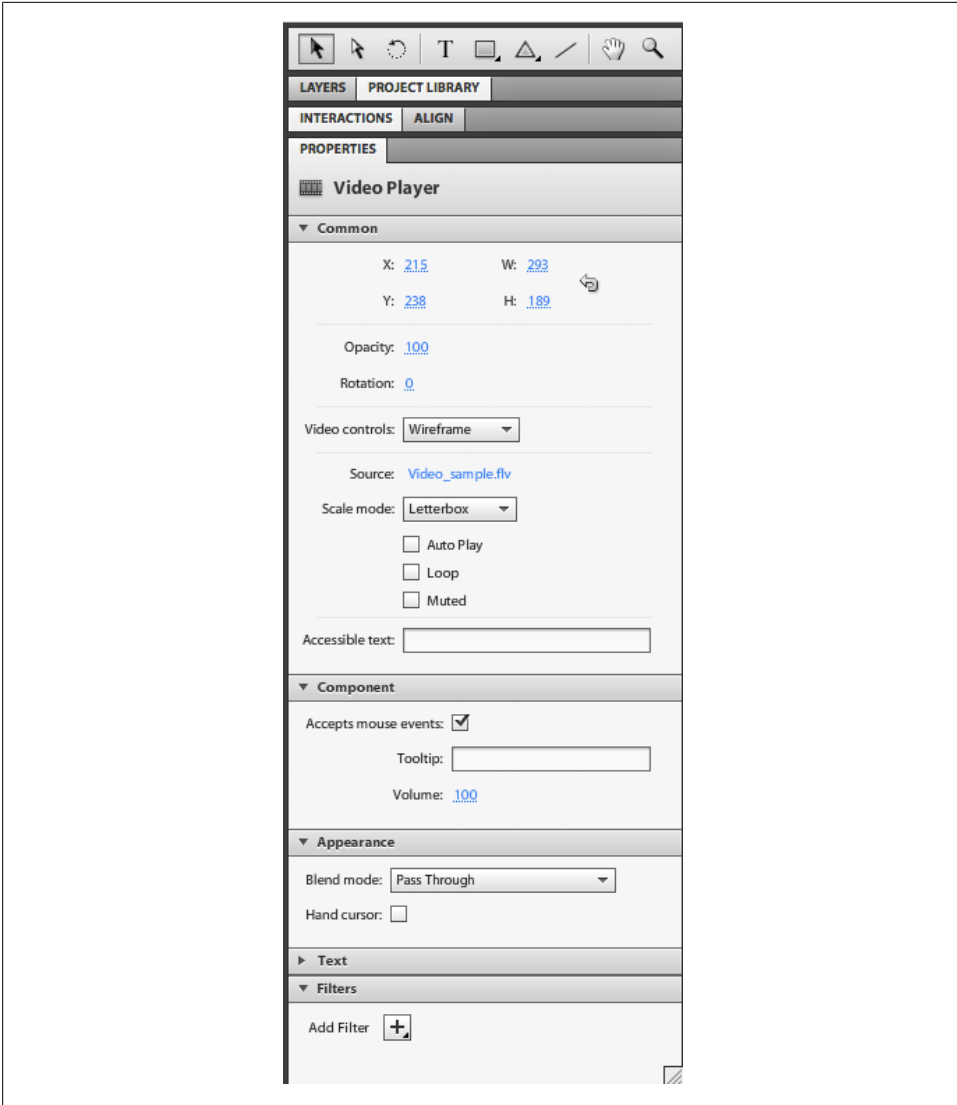 T
LAYERS PROJECT LIBRARY
INTERACTIONS ALIGN
PROPERTIES
Video Player
Common
X: 215 W: 293
Y: 238 H: 189
Opacity: 100
Rotation: 0
Video controls: Wireframe
Source: Video_sample.flv
Scale mode: Letterbox
Auto Play
Loop
Muted
Accessible text:
Component
Accepts mouse events:
Tooltip:
Volume: 100
Appearance
Blend mode: Pass Through
Hand cursor:
Text
Filters
Add Filter